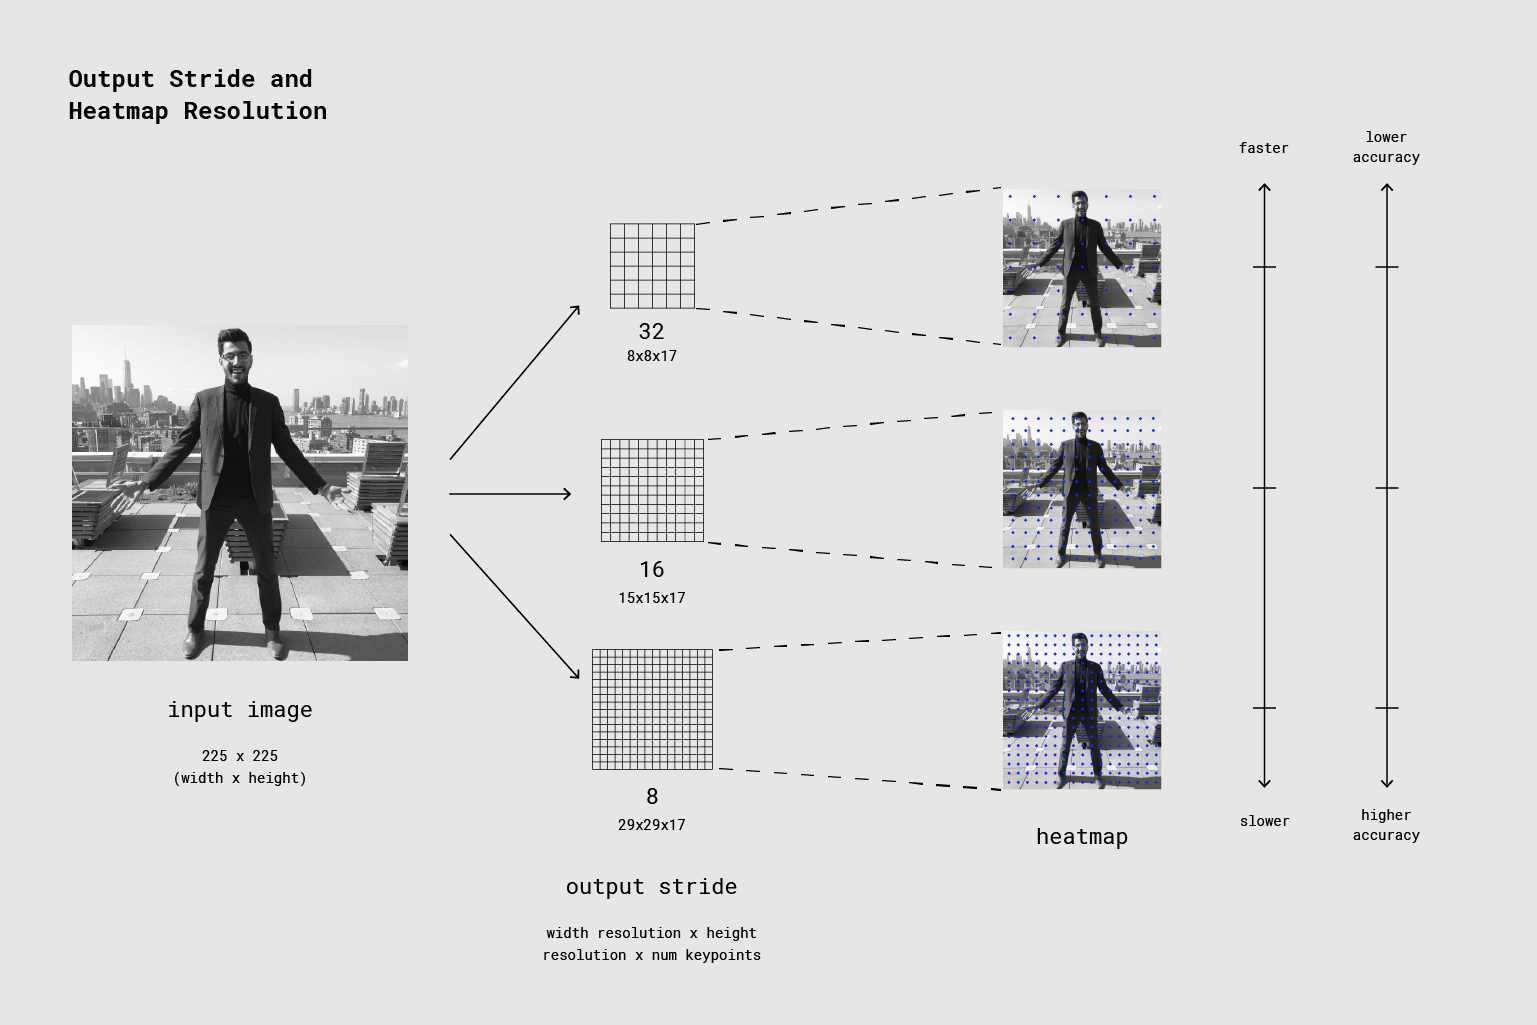 Output Stride and
Heatmap Resolution
input image
225 x 225
(width x height)
32
8x8x17
16
15x15x17
8
29x29x17
output stride
width resolution x height
resolution x num keypoints
heatmap
faster
slower
lower
accuracy
higher
accuracy